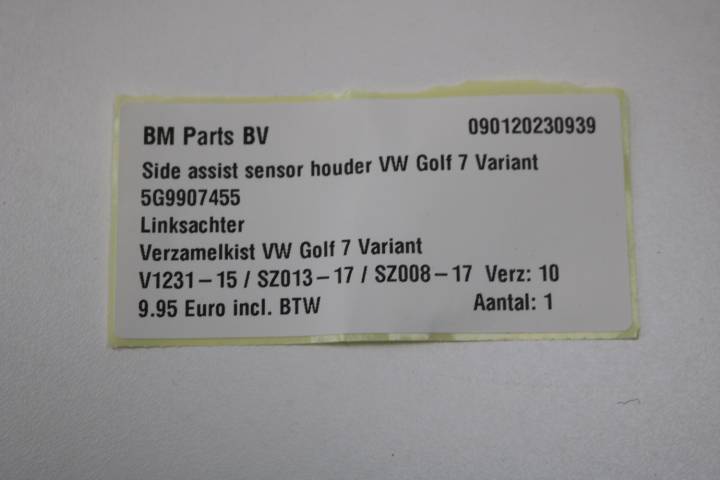 BM Parts BV 090120230939
Side assist sensor houder VW Golf 7 Variant
5G9907455
Linksachter
Verzamelkist VW Golf 7 Variant
V1231-15 / SZ013-17 / SZ008-17 Verz: 10
9.95 Euro incl. BTW Aantal: 1